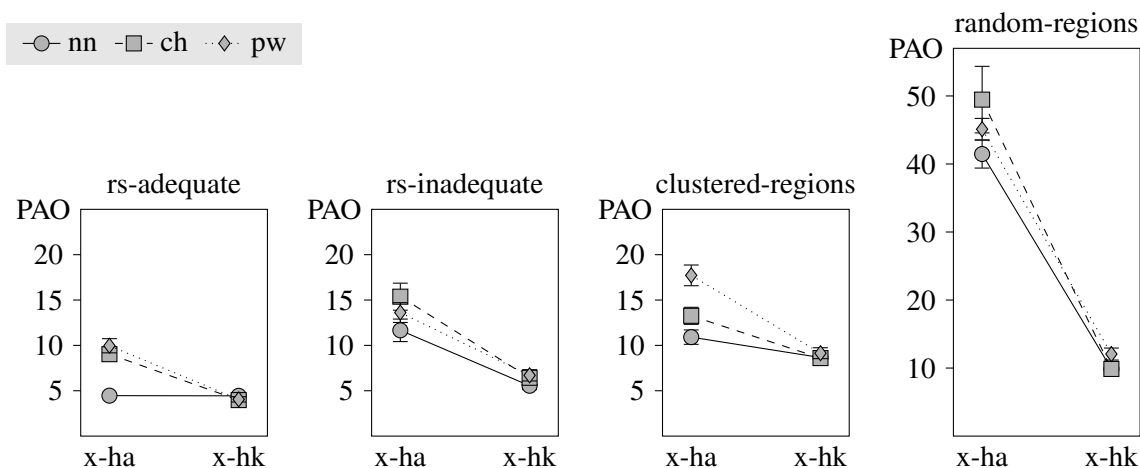 nn ch pw
rs-adequate
PAO
20
15
10
5
x-ha x-hk
rs-inadequate
PAO
20
15
10
5
x-ha x-hk
clustered-regions
PAO
20
15
10
5
x-ha x-hk
random-regions
PAO
50
40
30
20
10
x-ha x-hk